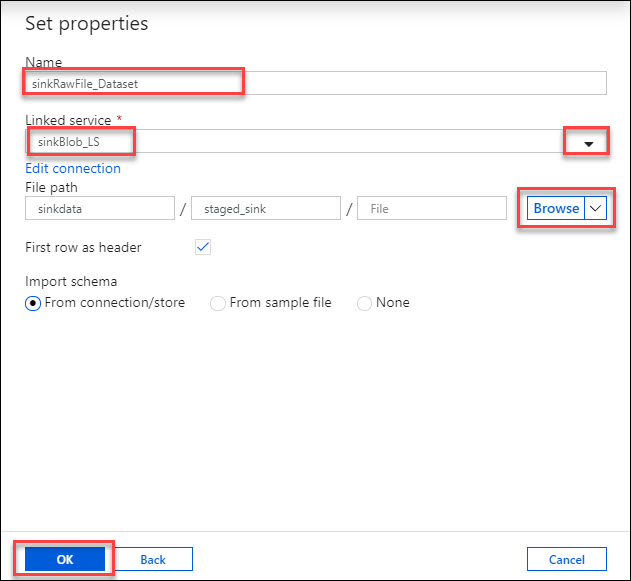 Set properties
Name
sinkRawFile_Dataset
Linked service *
sinkBlob_LS
Edit connection
File path
sinkdata / staged_sink / File Browse
First row as header
Import schema
From connection/store From sample file None
OK Back Cancel